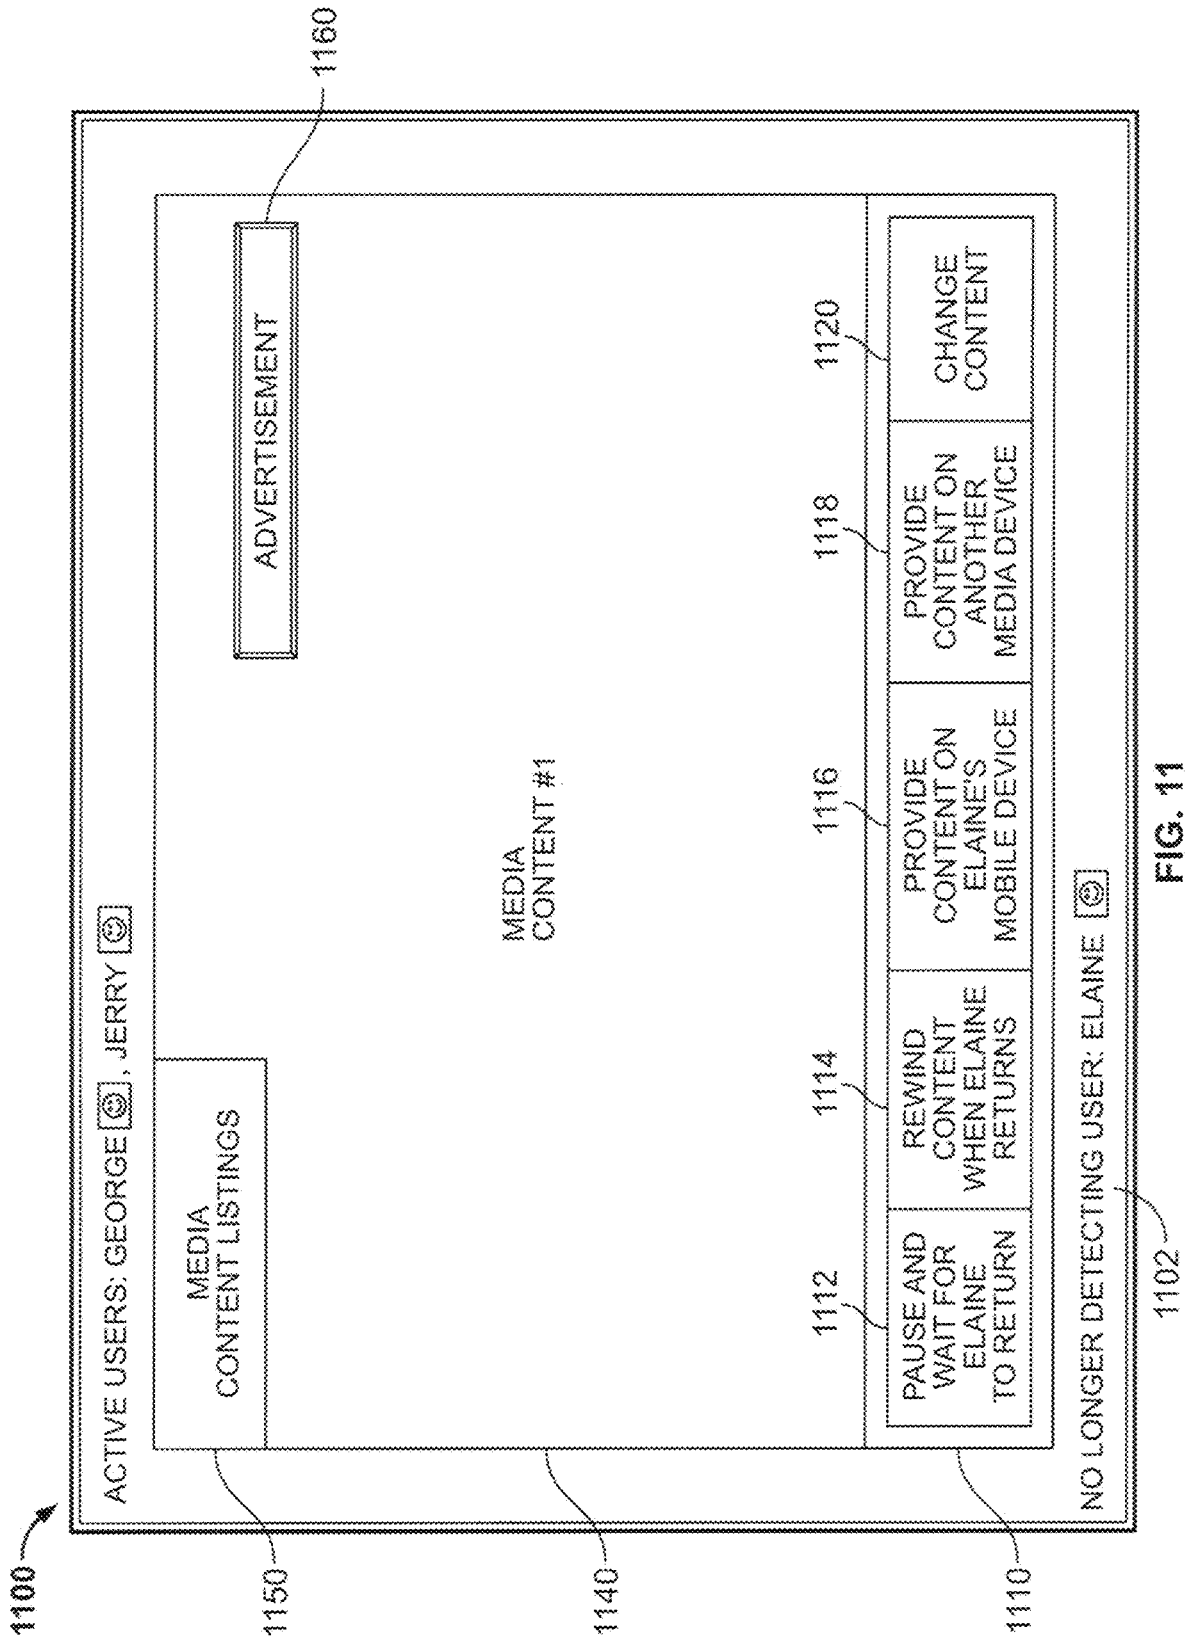 1100
ACTIVE USERS: GEORGE , JERRY
MEDIA
CONTENT LISTINGS
1150
ADVERTISEMENT
1160
MEDIA
CONTENT #1
1140
1112
1114
1116
1118
1120
PAUSE AND
WAIT FOR
ELAINE
TO RETURN
REWIND
CONTENT
WHEN ELAINE
RETURNS
PROVIDE
CONTENT ON
ELAINE'S
MOBILE DEVICE
PROVIDE
CONTENT ON
ANOTHER
MEDIA DEVICE
CHANGE
CONTENT
1110
NO LONGER DETECTING USER: ELAINE
1102
FIG. 11